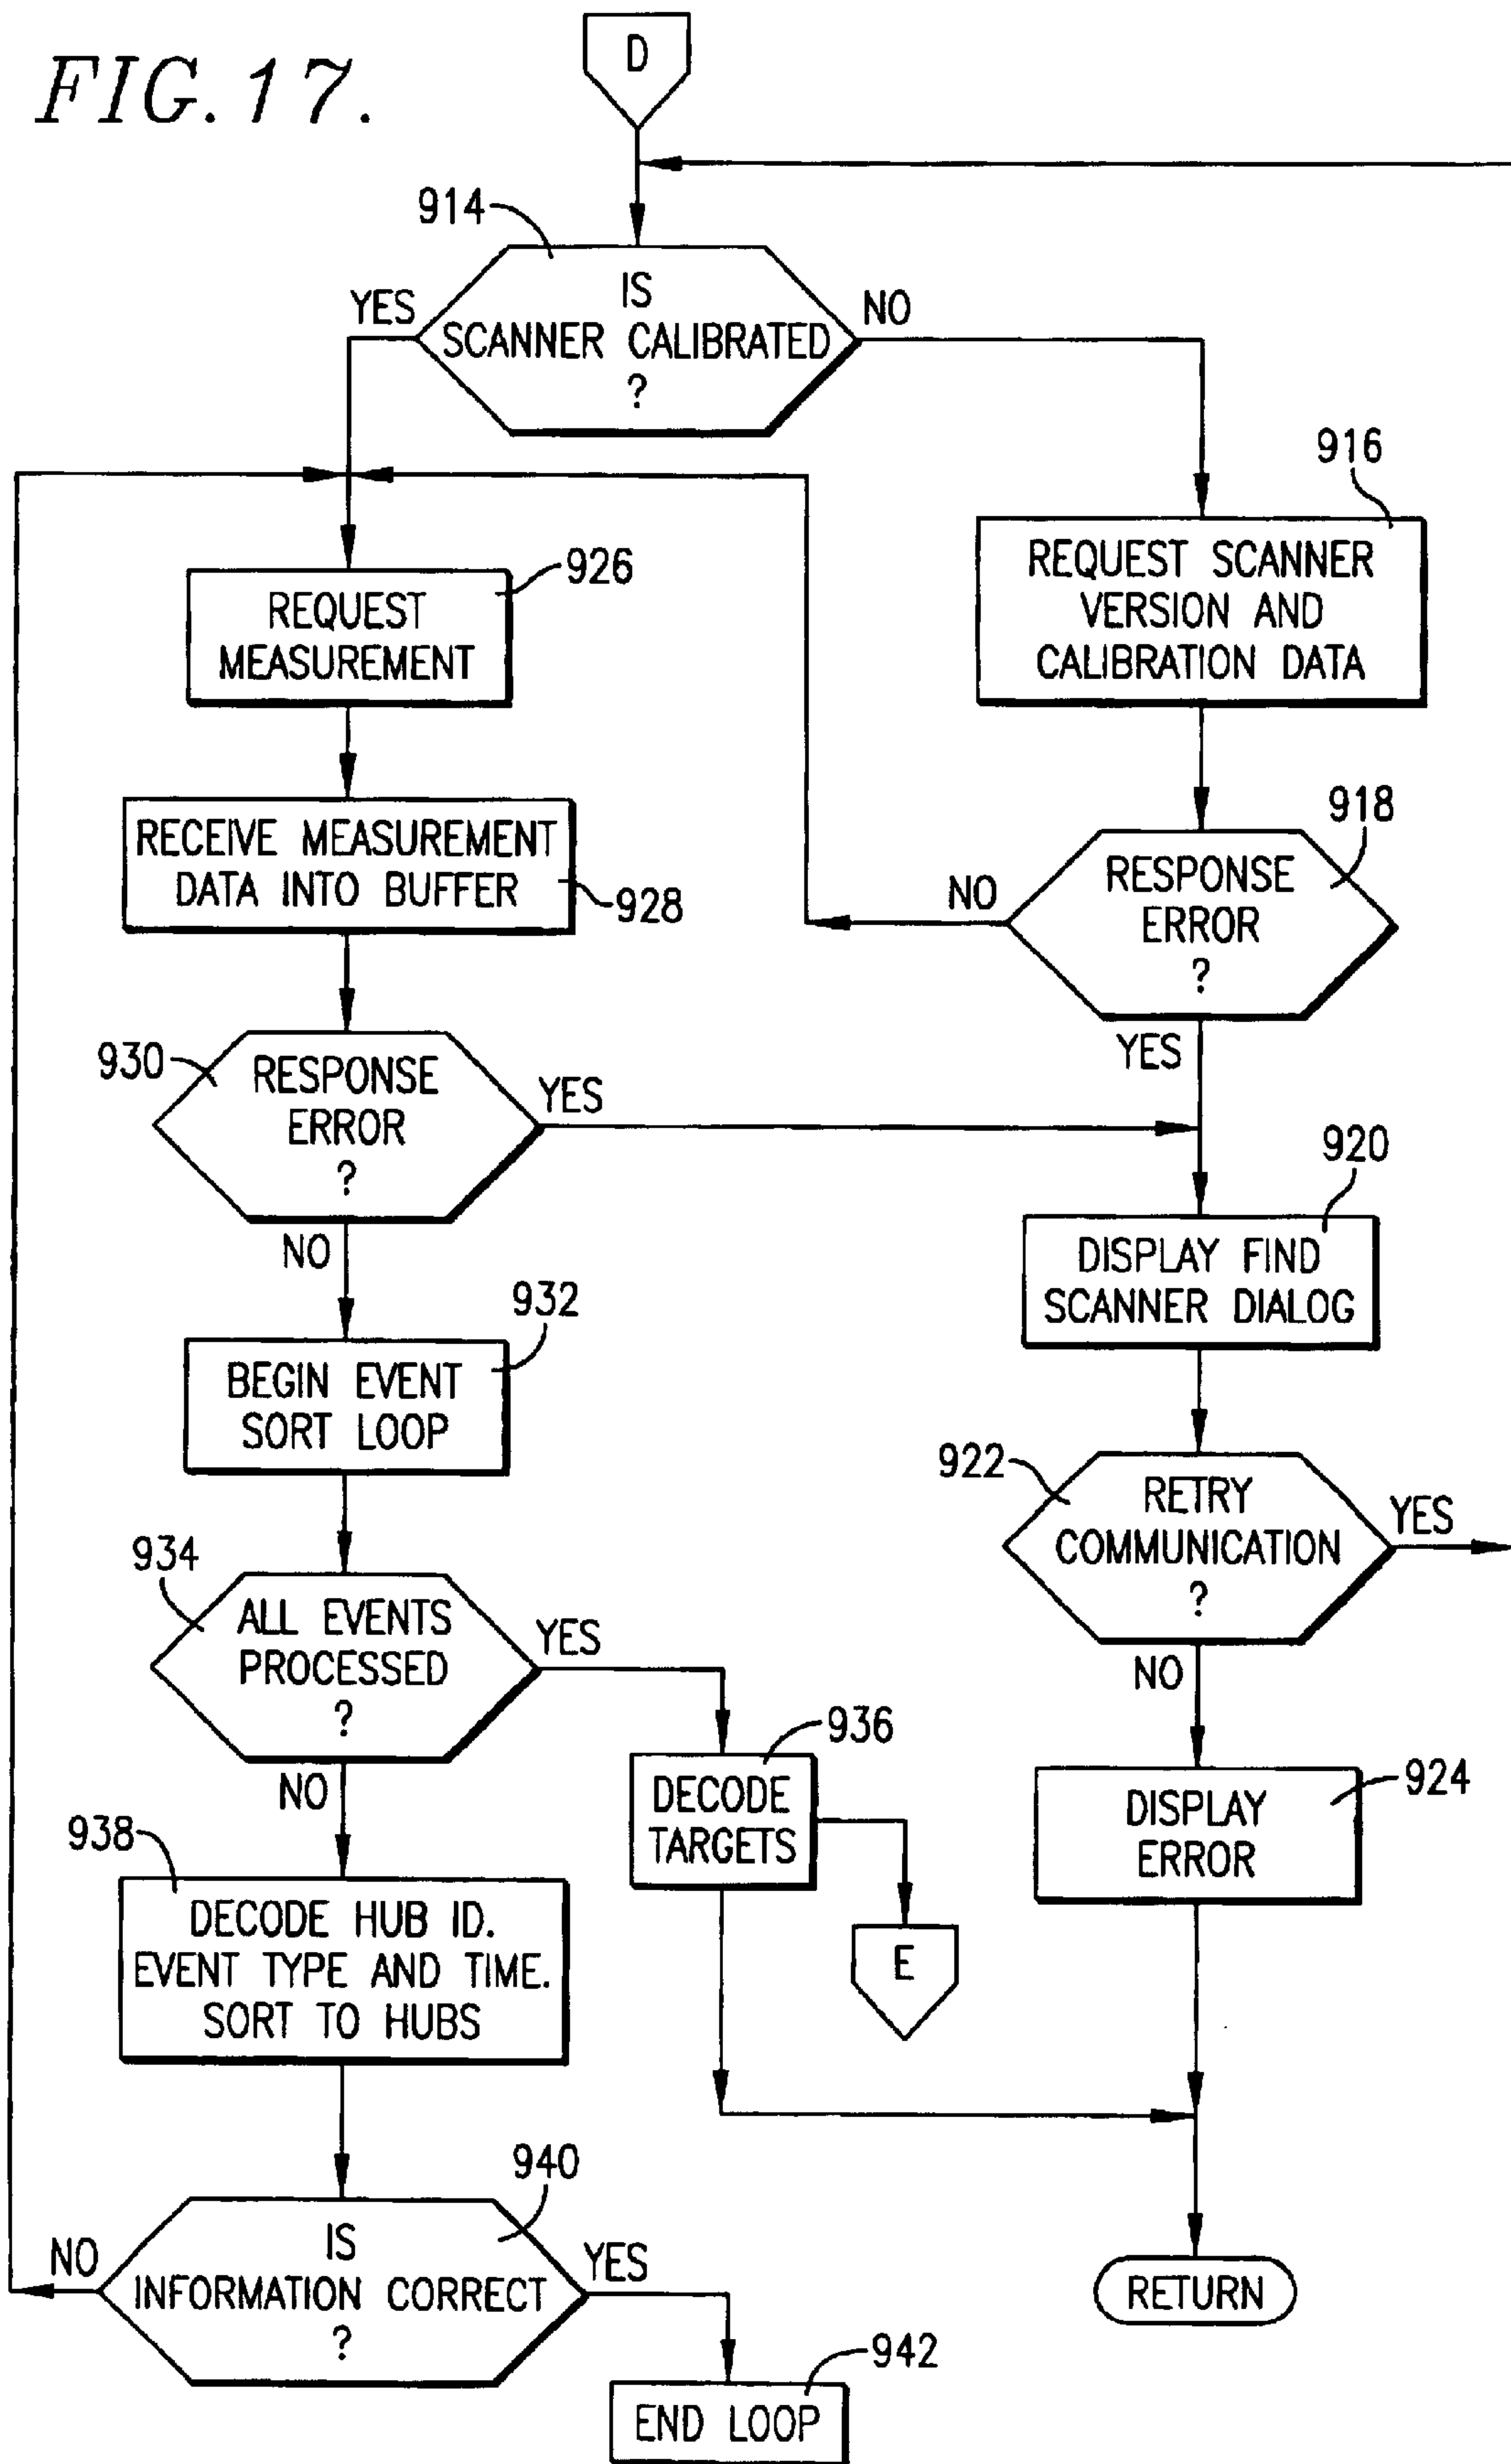 FIG. 17.
D
914
IS
SCANNER CALIBRATED
?
YES
NO
916
REQUEST SCANNER
VERSION AND
CALIBRATION DATA
926
REQUEST
MEASUREMENT
918
RESPONSE
ERROR
?
NO
YES
RECEIVE MEASUREMENT
DATA INTO BUFFER
928
930
RESPONSE
ERROR
?
YES
NO
920
DISPLAY FIND
SCANNER DIALOG
932
BEGIN EVENT
SORT LOOP
922
RETRY
COMMUNICATION
?
YES
NO
934
ALL EVENTS
PROCESSED
?
YES
NO
936
DECODE
TARGETS
924
DISPLAY
ERROR
938
DECODE HUB ID.
EVENT TYPE AND TIME.
SORT TO HUBS
E
940
IS
INFORMATION CORRECT
?
NO
YES
RETURN
942
END LOOP